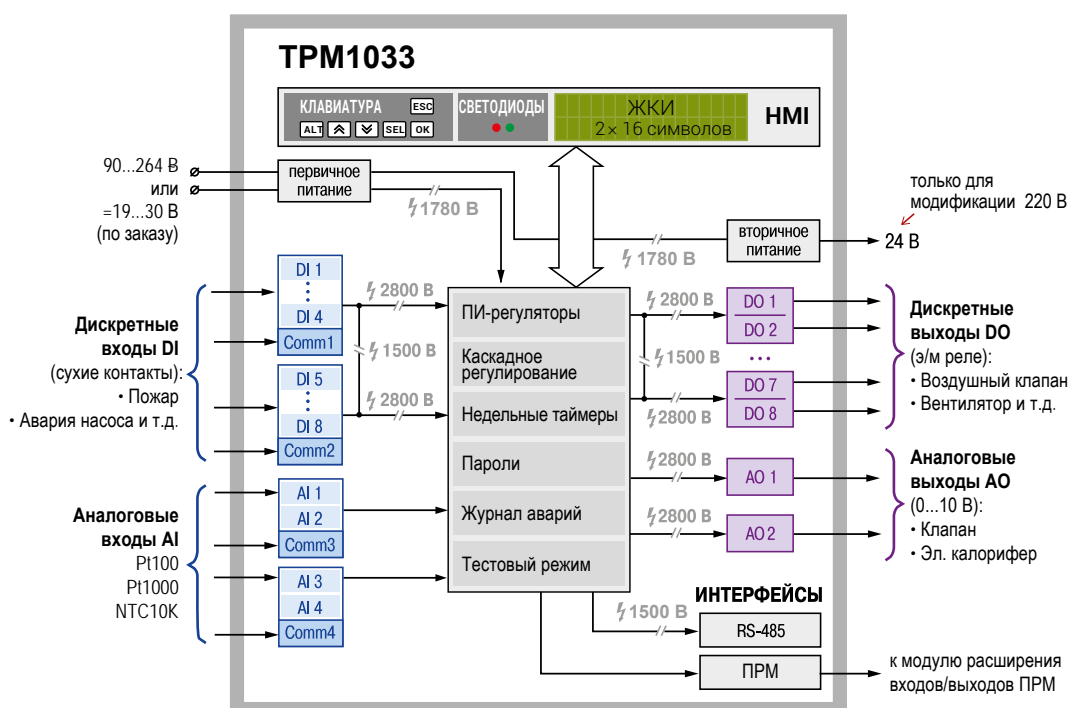 ТРМ1033
КЛАВИАТУРА
ESC
ALT
SEL
OK
СВЕТОДИОДЫ
ЖКИ
2× 16 символов
HMI
90...264 В
или
=19...30 В
(по заказу)
первичное
питание
1780 В
только для
модификации 220 В
вторичное
питание
24 В
1780 В
Дискретные
входы DI
(сухие контакты):
• Пожар
• Авария насоса и т.д.
DI 1
DI 4
Comm1
DI 5
DI 8
Comm2
2800 В
1500 В
2800 В
Аналоговые
входы AI
Pt100
Pt1000
NTC10K
AI 1
AI 2
Comm3
AI 3
AI 4
Comm4
ПИ-регуляторы
Каскадное
регулирование
Недельные таймеры
Пароли
Журнал аварий
Тестовый режим
2800 В
1500 В
2800 В
DO 1
DO 2
...
DO 7
DO 8
Дискретные
выходы DO
(э/м реле):
• Воздушный клапан
• Вентилятор и т.д.
2800 В
AO 1
2800 В
AO 2
Аналоговые
выходы AO
(0...10 В):
• Клапан
• Эл. калорифер
ИНТЕРФЕЙСЫ
1500 В
RS-485
ПРМ
к модулю расширения
входов/выходов ПРМ